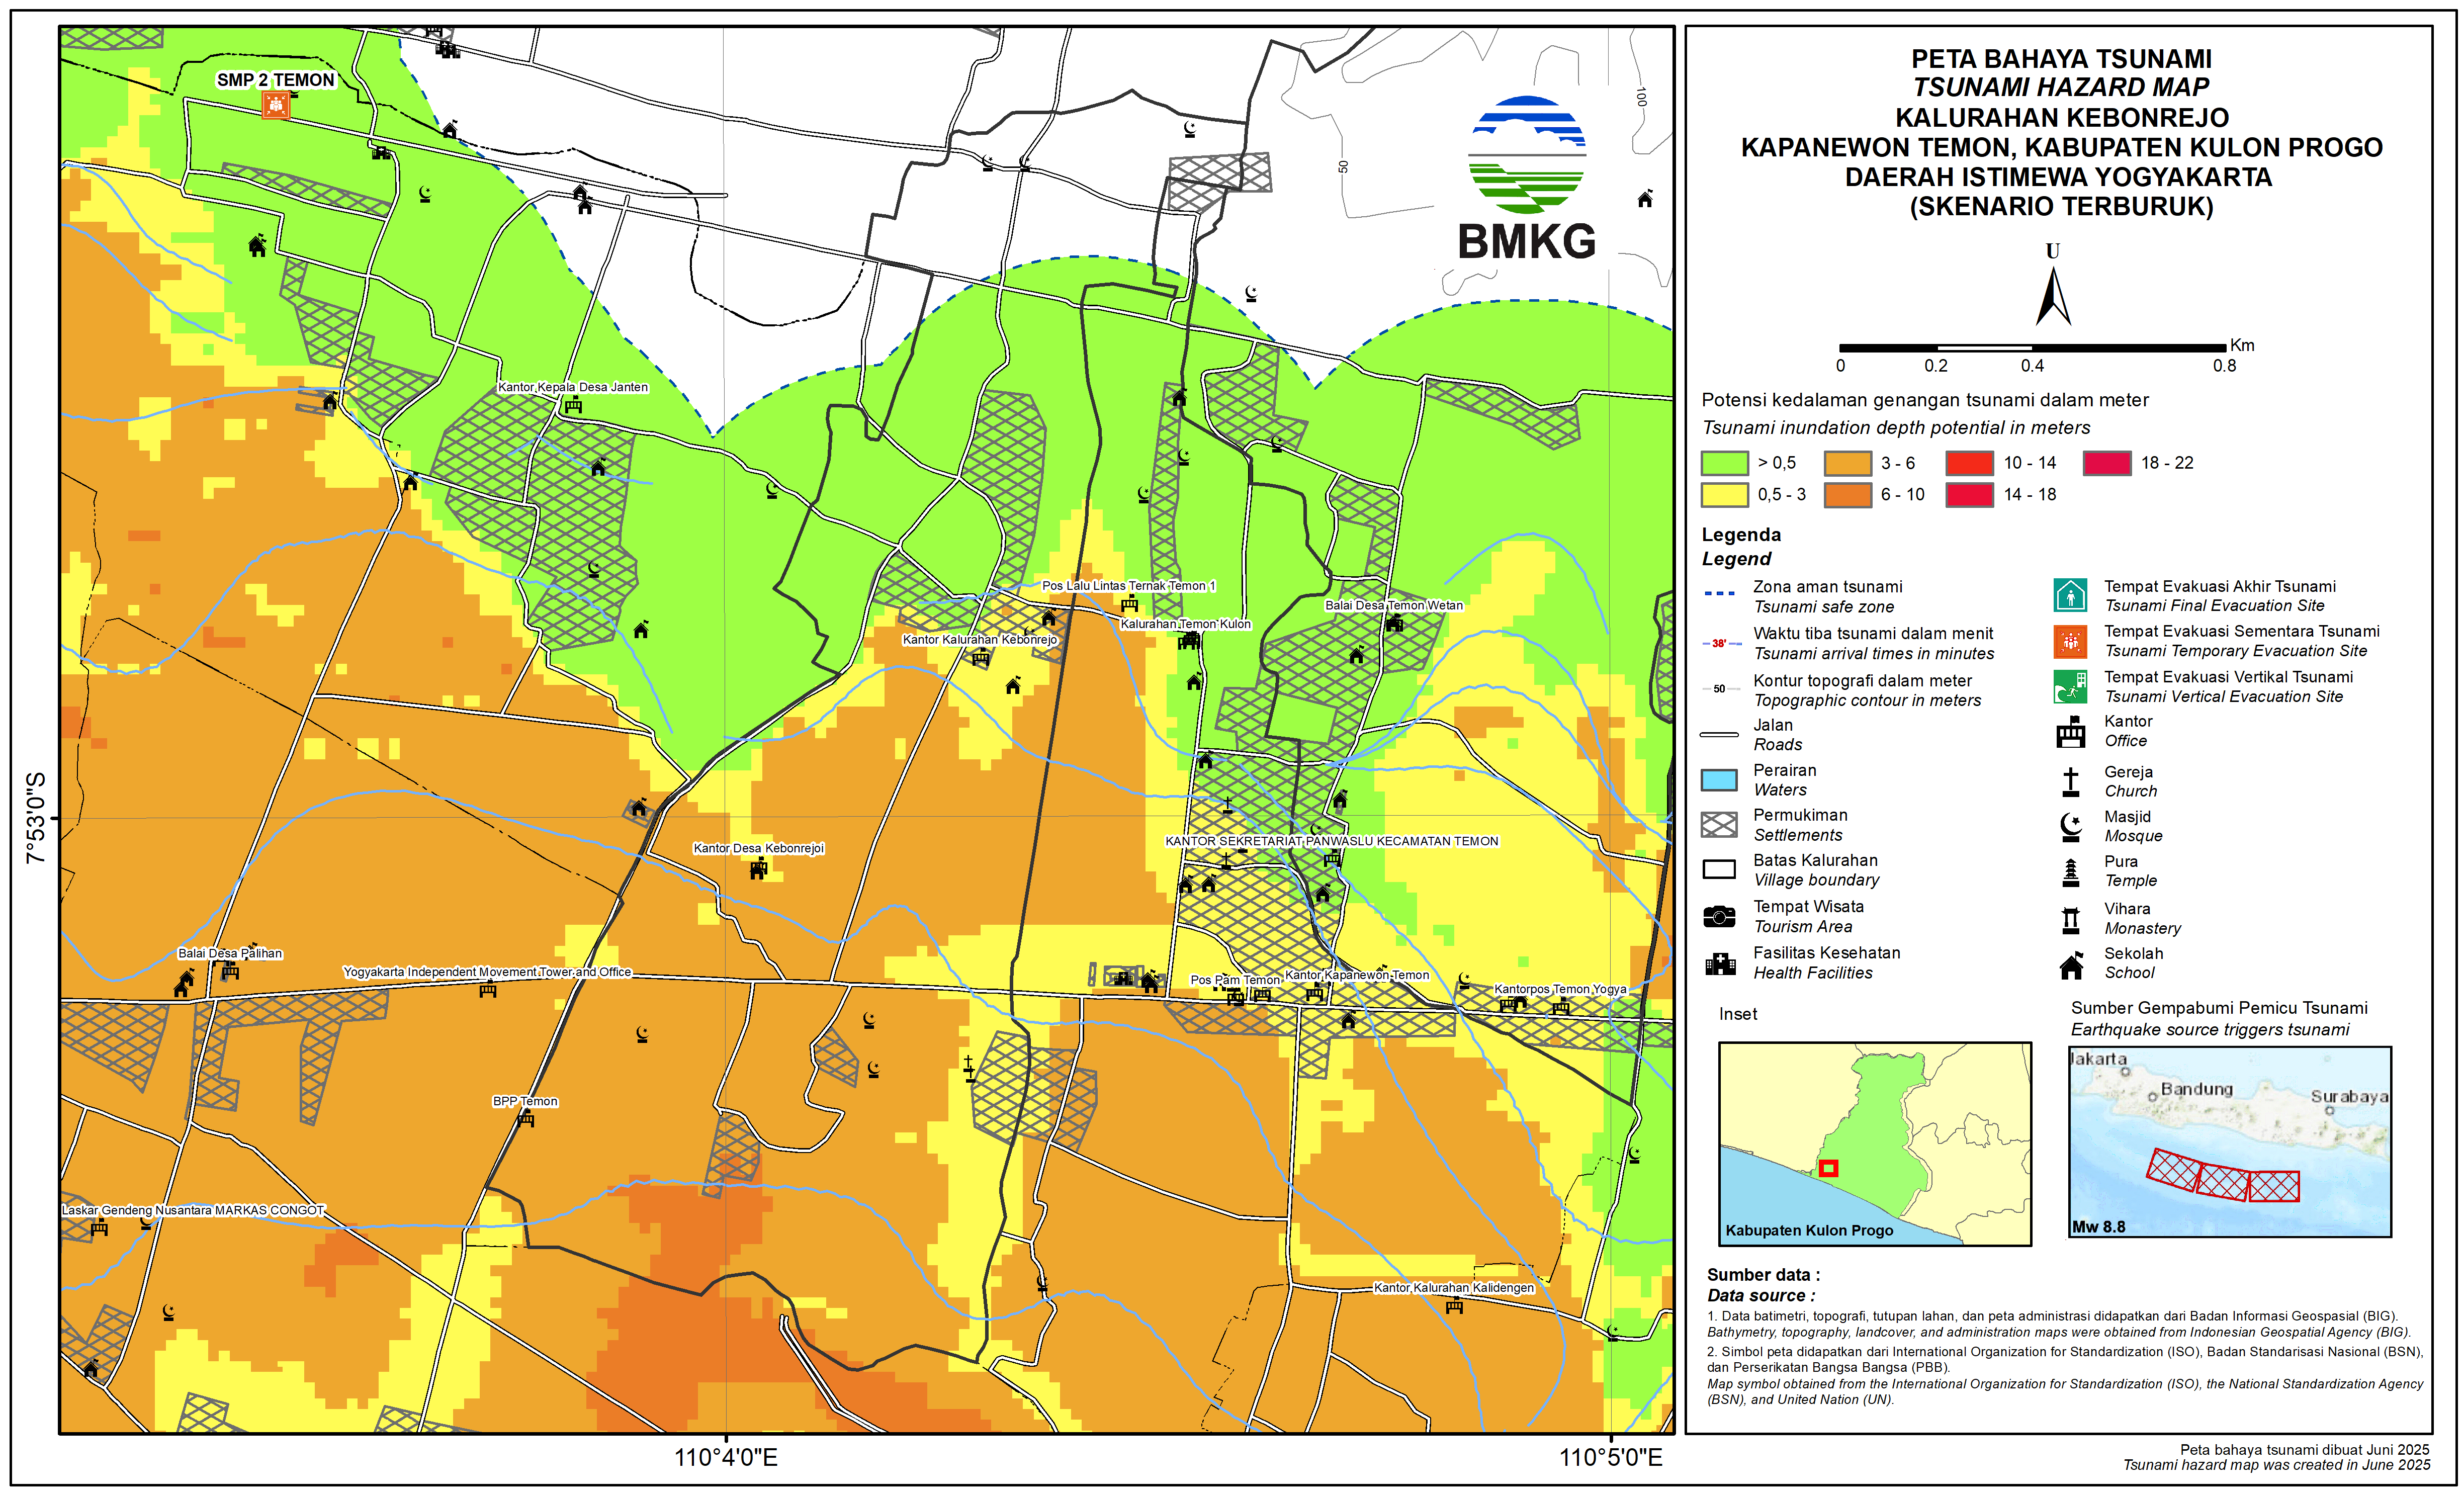 SMP 2 TEMON
100
50
BMKG
Kantor Kepala Desa Janten
Pos Lalu Lintas Ternak Temon 1
Balai Desa Temon Wetan
Kalurahan Temon Kulon
Kantor Kalurahan Kebonrejo
KANTOR SEKRETARIAT PANWASLU KECAMATAN TEMON
Kantor Desa Kebonrejoi
Balai Desa Palihan
Yogyakarta Independent Movement Tower and Office
Pos Pam Temon
Kantor Kapanewon Temon
Kantorpos Temon Yogya
BPP Temon
Laskar Gendeng Nusantara MARKAS CONGOT
Kantor Kalurahan Kalidengen
7°53'0"S
110°4'0"E
110°5'0"E
PETA BAHAYA TSUNAMI
TSUNAMI HAZARD MAP
KALURAHAN KEBONREJO
KAPANEWON TEMON, KABUPATEN KULON PROGO
DAERAH ISTIMEWA YOGYAKARTA
(SKENARIO TERBURUK)
U
Km
0 0.2 0.4 0.8
Potensi kedalaman genangan tsunami dalam meter
Tsunami inundation depth potential in meters
> 0,5 3 - 6 10 - 14 18 - 22
0,5 - 3 6 - 10 14 - 18
Legenda
Legend
Zona aman tsunami
Tsunami safe zone
38'
Waktu tiba tsunami dalam menit
Tsunami arrival times in minutes
50
Kontur topografi dalam meter
Topographic contour in meters
Jalan
Roads
Perairan
Waters
Permukiman
Settlements
Batas Kalurahan
Village boundary
Tempat Wisata
Tourism Area
Fasilitas Kesehatan
Health Facilities
Tempat Evakuasi Akhir Tsunami
Tsunami Final Evacuation Site
Tempat Evakuasi Sementara Tsunami
Tsunami Temporary Evacuation Site
Tempat Evakuasi Vertikal Tsunami
Tsunami Vertical Evacuation Site
Kantor
Office
Gereja
Church
Masjid
Mosque
Pura
Temple
Vihara
Monastery
Sekolah
School
Inset
Kabupaten Kulon Progo
Sumber Gempabumi Pemicu Tsunami
Earthquake source triggers tsunami
Jakarta
Bandung
Surabaya
Mw 8.8
Sumber data :
Data source :
1. Data batimetri, topografi, tutupan lahan, dan peta administrasi didapatkan dari Badan Informasi Geospasial (BIG).
Bathymetry, topography, landcover, and administration maps were obtained from Indonesian Geospatial Agency (BIG).
2. Simbol peta didapatkan dari International Organization for Standardization (ISO), Badan Standarisasi Nasional (BSN),
dan Perserikatan Bangsa Bangsa (PBB).
Map symbol obtained from the International Organization for Standardization (ISO), the National Standardization Agency
(BSN), and United Nation (UN).
Peta bahaya tsunami dibuat Juni 2025
Tsunami hazard map was created in June 2025